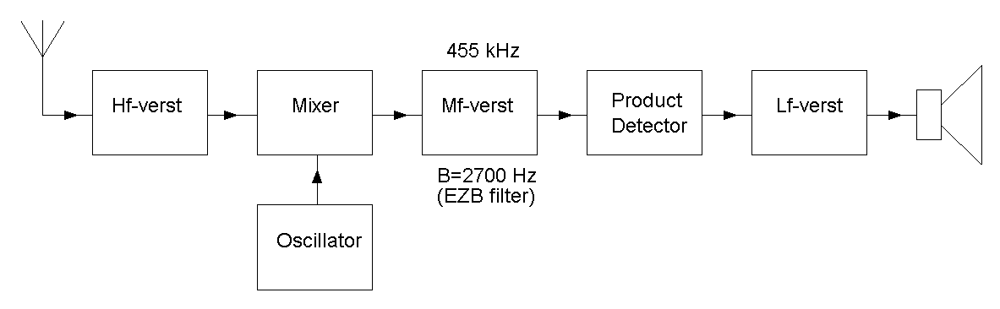 455 kHz
Hf-verst
Mixer
Mf-verst
Product
Detector
Lf-verst
B=2700 Hz
(EZB filter)
Oscillator